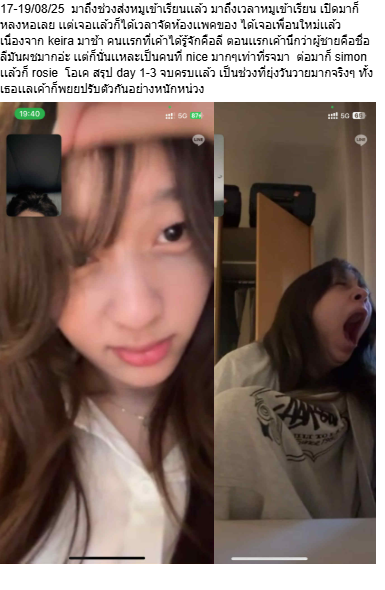 17-19/08/25 มาถึงช่วงส่งหมูเข้าเรียนแล้ว มาถึงเวลาหมูเข้าเรียน เปิดมาก็
หลงหอเลย แต่เจอแล้วก็ได้เวลาจัดห้องแพคของ ได้เจอเพื่อนใหม่แล้ว
เนื่องจาก keira มาช้า คนแรกที่เค้าได้รู้จักคือลี ตอนแรกเค้านึกว่าผู้ชายคือชื่อ
ลีมันผชมากอ่ะ แต่ก็นั่นแหละเป็นคนที่ nice มากๆเท่าที่รจมา ต่อมาก็ simon
แล้วก็ rosie โอเค สรุป day 1-3 จบครบแล้ว เป็นช่วงที่ยุ่งวันวายมากจริงๆ ทั้ง
เธอและเค้าก็พยยปรับตัวกันอย่างหนักหน่วง
19:40
5G 87
5G
LINE
LINE